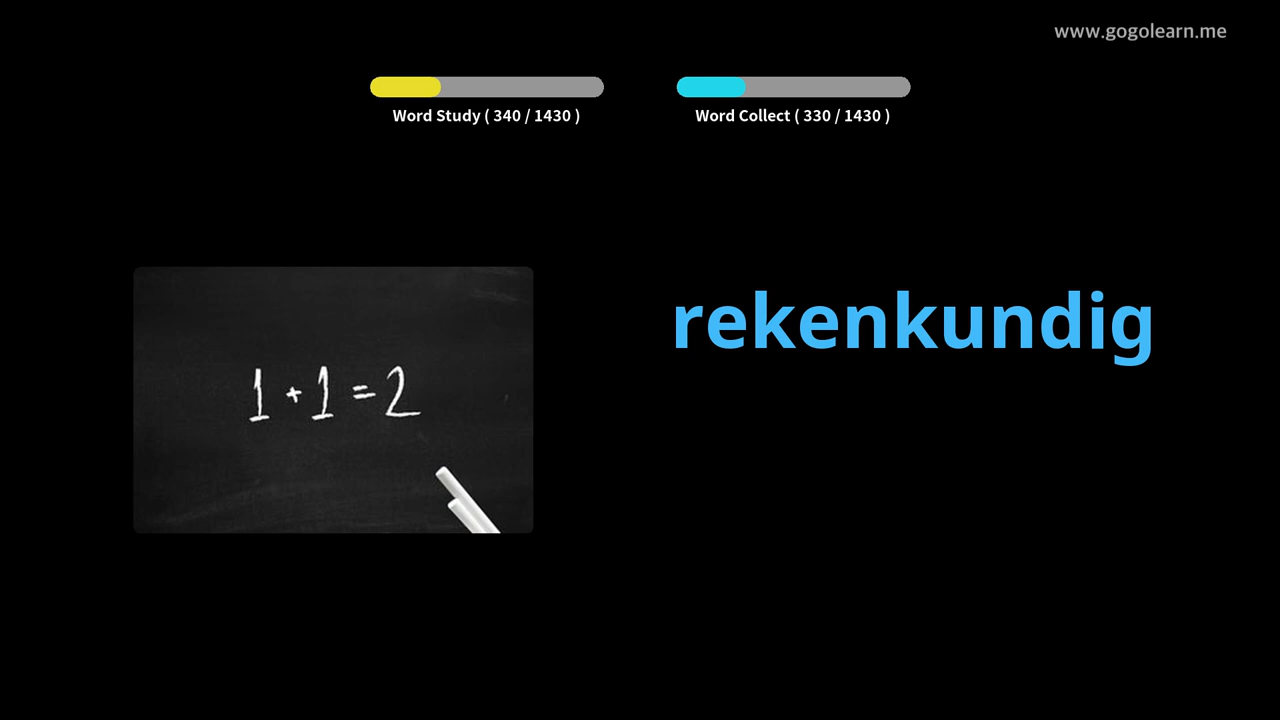 www.gogolearn.me
Word Study ( 340 / 1430 )
Word Collect ( 330 / 1430 )
rekenkundig
1 + 1 = 2